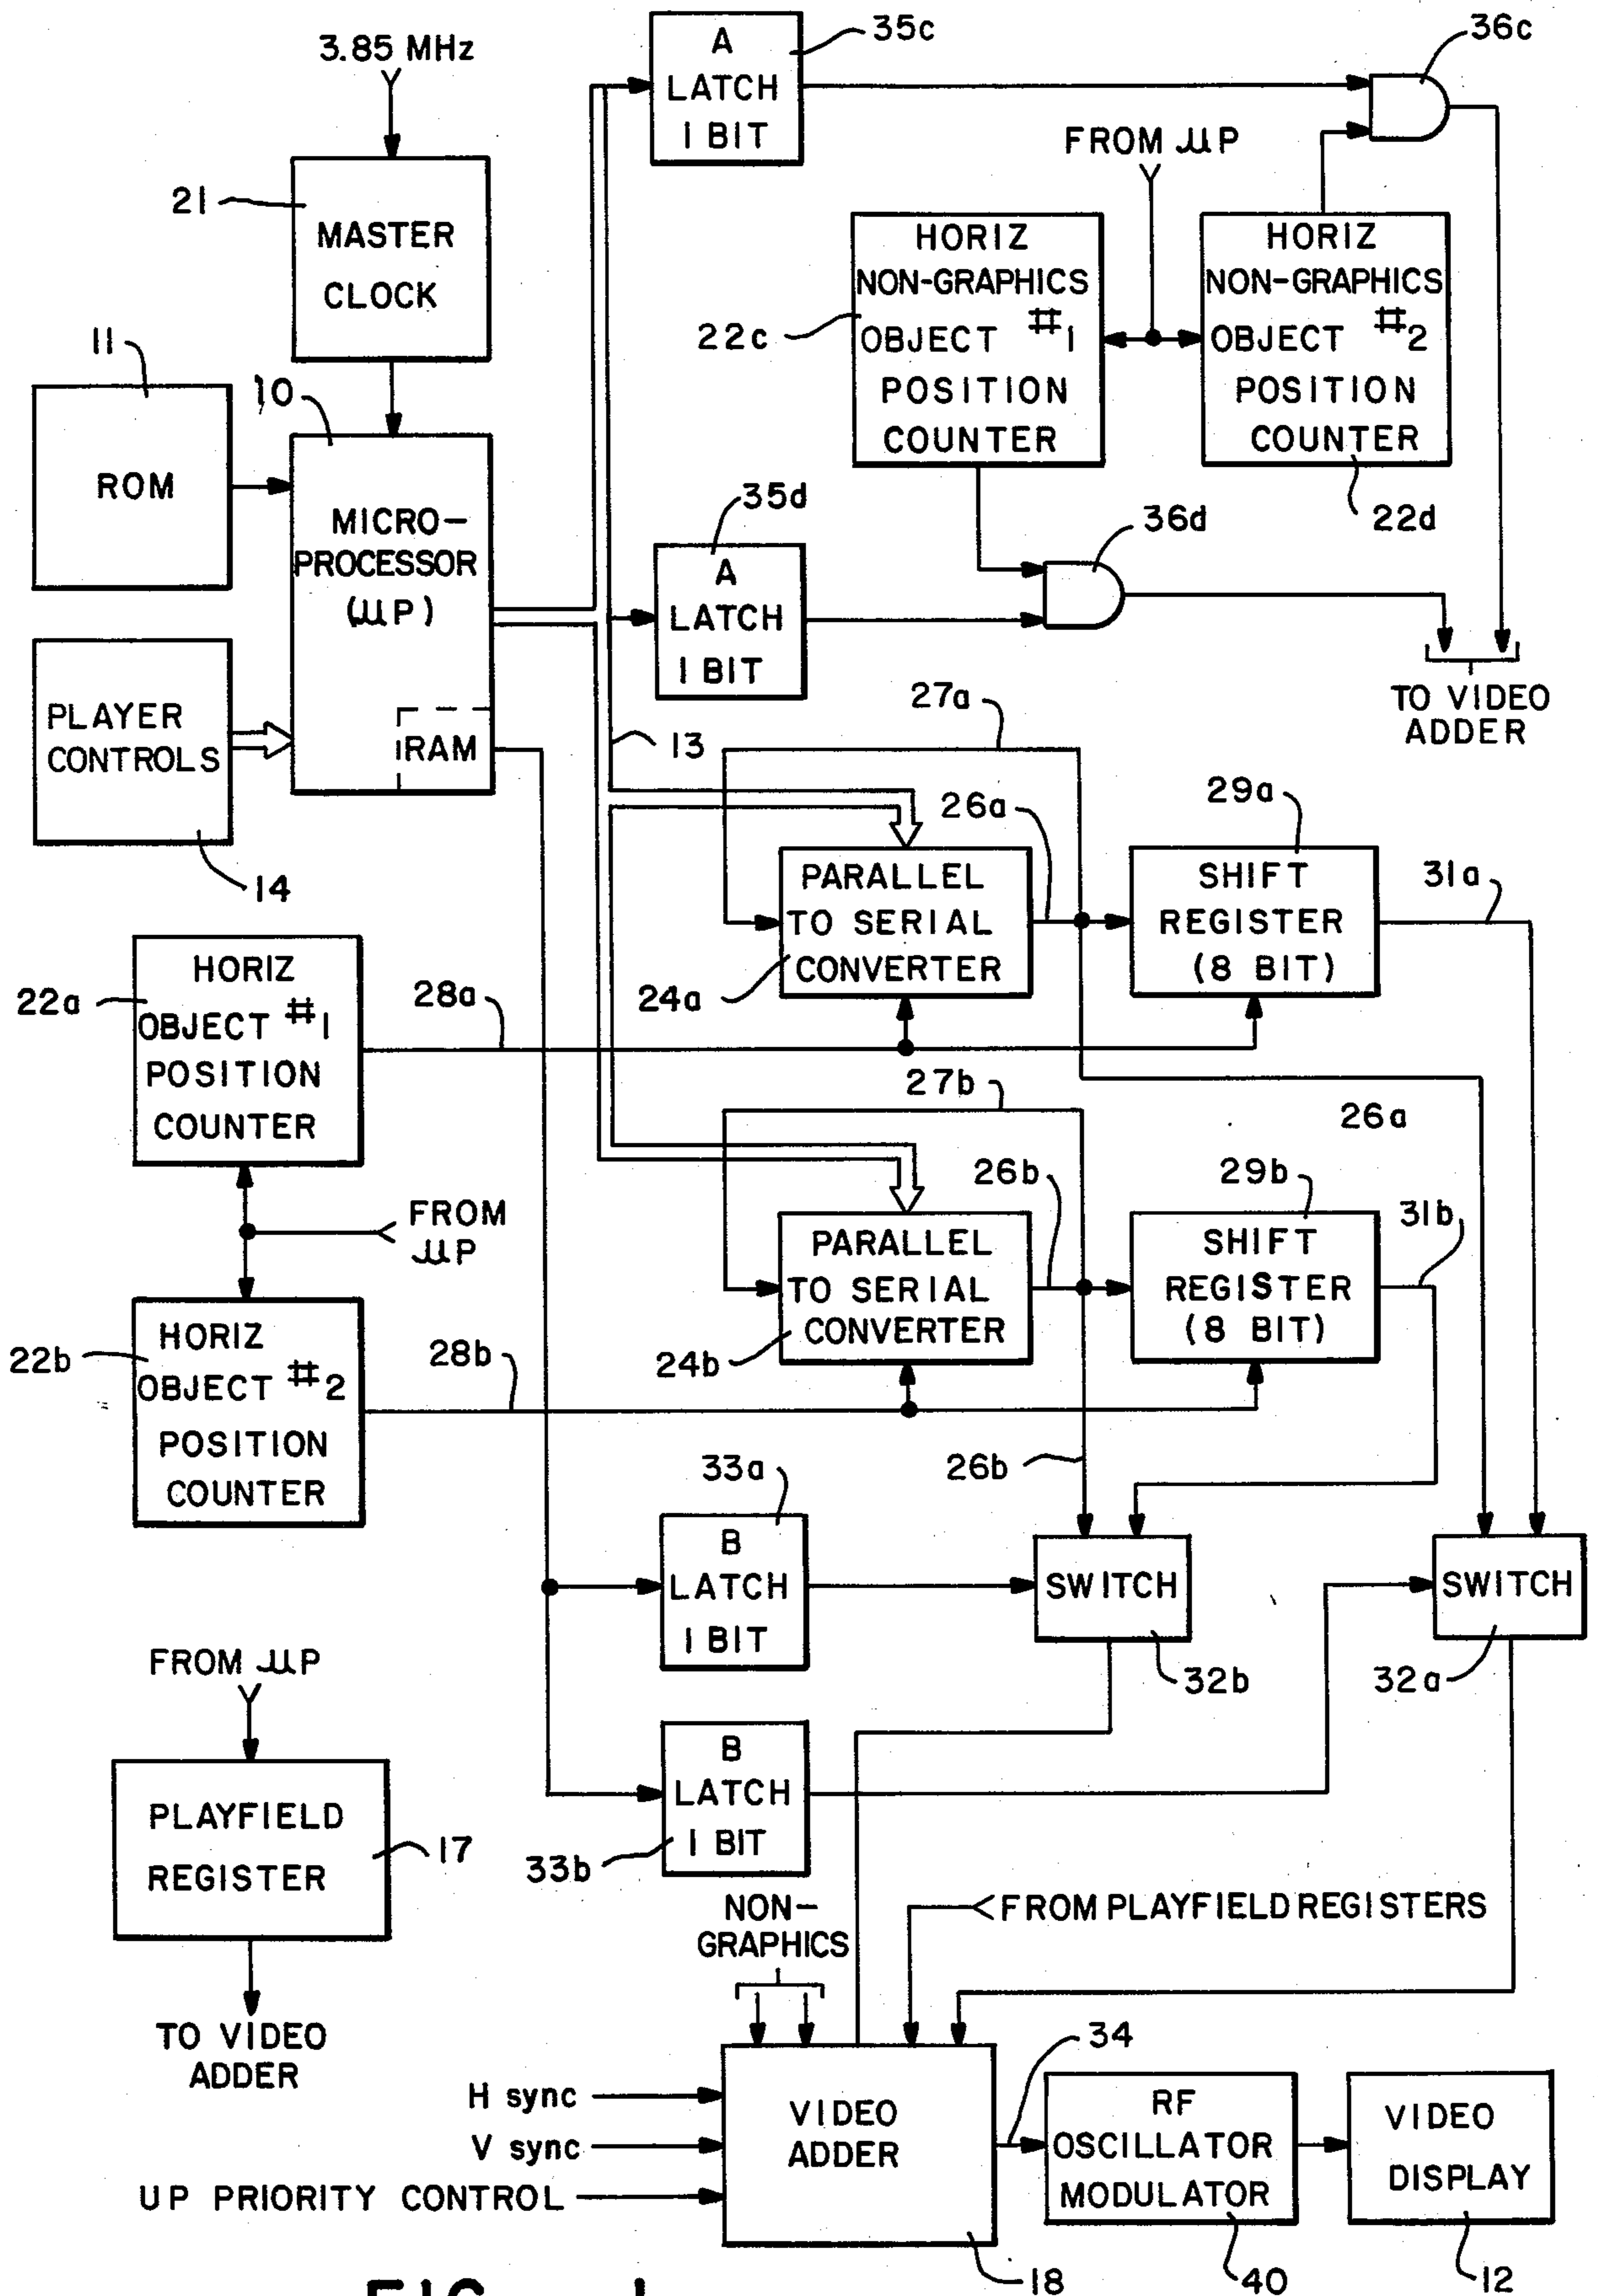 3.85 MHz
21
MASTER
CLOCK
11
ROM
10
MICRO-
PROCESSOR
(μP)
RAM
PLAYER
CONTROLS
14
A
LATCH
1 BIT
35c
36c
FROM μP
HORIZ
NON-GRAPHICS
OBJECT #1
POSITION
COUNTER
22c
HORIZ
NON-GRAPHICS
OBJECT #2
POSITION
COUNTER
22d
35d
A
LATCH
1 BIT
36d
TO VIDEO
ADDER
13
27a
26a
29a
31a
PARALLEL
TO SERIAL
CONVERTER
24a
SHIFT
REGISTER
(8 BIT)
22a
HORIZ
OBJECT #1
POSITION
COUNTER
28a
27b
26a
FROM
μP
26b
29b
31b
PARALLEL
TO SERIAL
CONVERTER
24b
SHIFT
REGISTER
(8 BIT)
22b
HORIZ
OBJECT #2
POSITION
COUNTER
28b
33a
26b
B
LATCH
1 BIT
SWITCH
32b
SWITCH
32a
FROM μP
PLAYFIELD
REGISTER
17
TO VIDEO
ADDER
B
LATCH
1 BIT
33b
NON-
GRAPHICS
FROM PLAYFIELD REGISTERS
H sync
V sync
UP PRIORITY CONTROL
VIDEO
ADDER
18
34
RF
OSCILLATOR
MODULATOR
40
VIDEO
DISPLAY
12